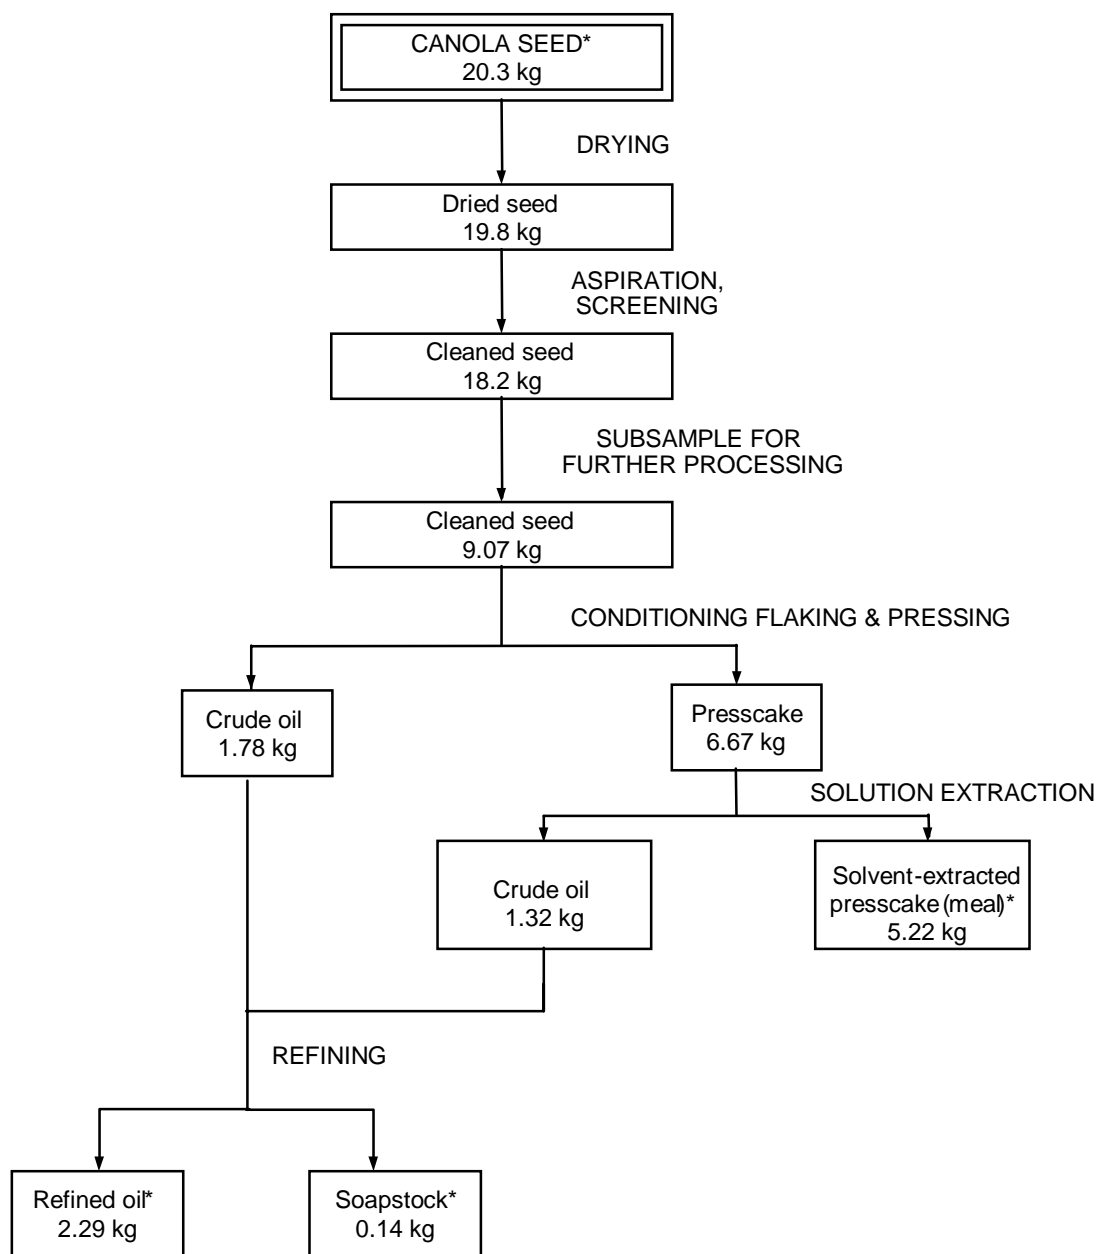 CANOLA SEED*
20.3 kg
DRYING
Dried seed
19.8 kg
ASPIRATION,
SCREENING
Cleaned seed
18.2 kg
SUBSAMPLE FOR
FURTHER PROCESSING
Cleaned seed
9.07 kg
CONDITIONING FLAKING & PRESSING
Crude oil
1.78 kg
Presscake
6.67 kg
SOLUTION EXTRACTION
Crude oil
1.32 kg
Solvent-extracted
presscake (meal)*
5.22 kg
REFINING
Refined oil*
2.29 kg
Soapstock*
0.14 kg